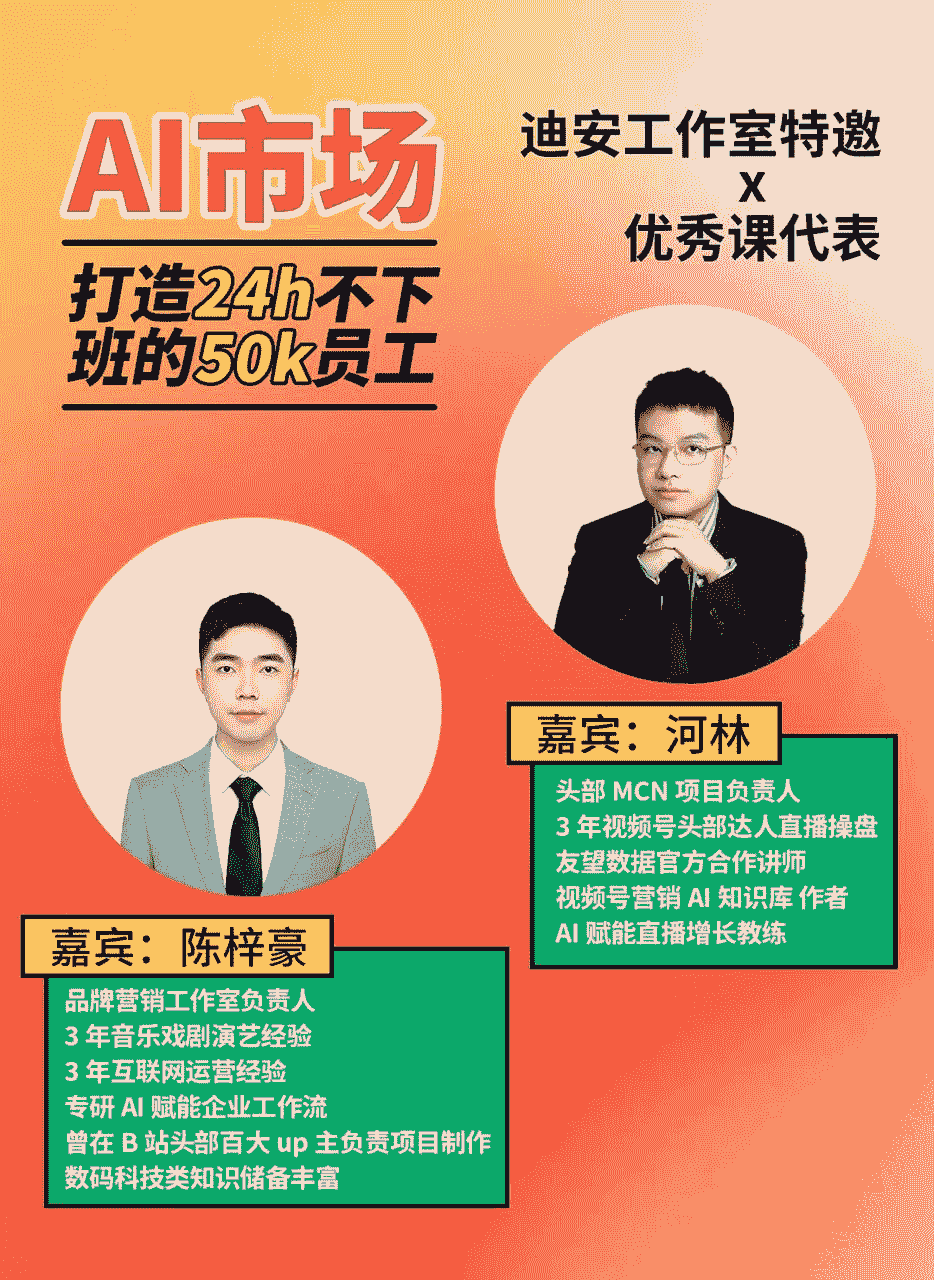 AI市场
打造24h不下
班的50k员工
迪安工作室特邀
x
优秀课代表
嘉宾：河林
头部 MCN 项目负责人
3 年视频号头部达人直播操盘
友望数据官方合作讲师
视频号营销 AI 知识库 作者
AI 赋能直播增长教练
嘉宾：陈梓豪
品牌营销工作室负责人
3 年音乐戏剧演艺经验
3 年互联网运营经验
专研 AI 赋能企业工作流
曾在 B 站头部百大 up 主负责项目制作
数码科技类知识储备丰富